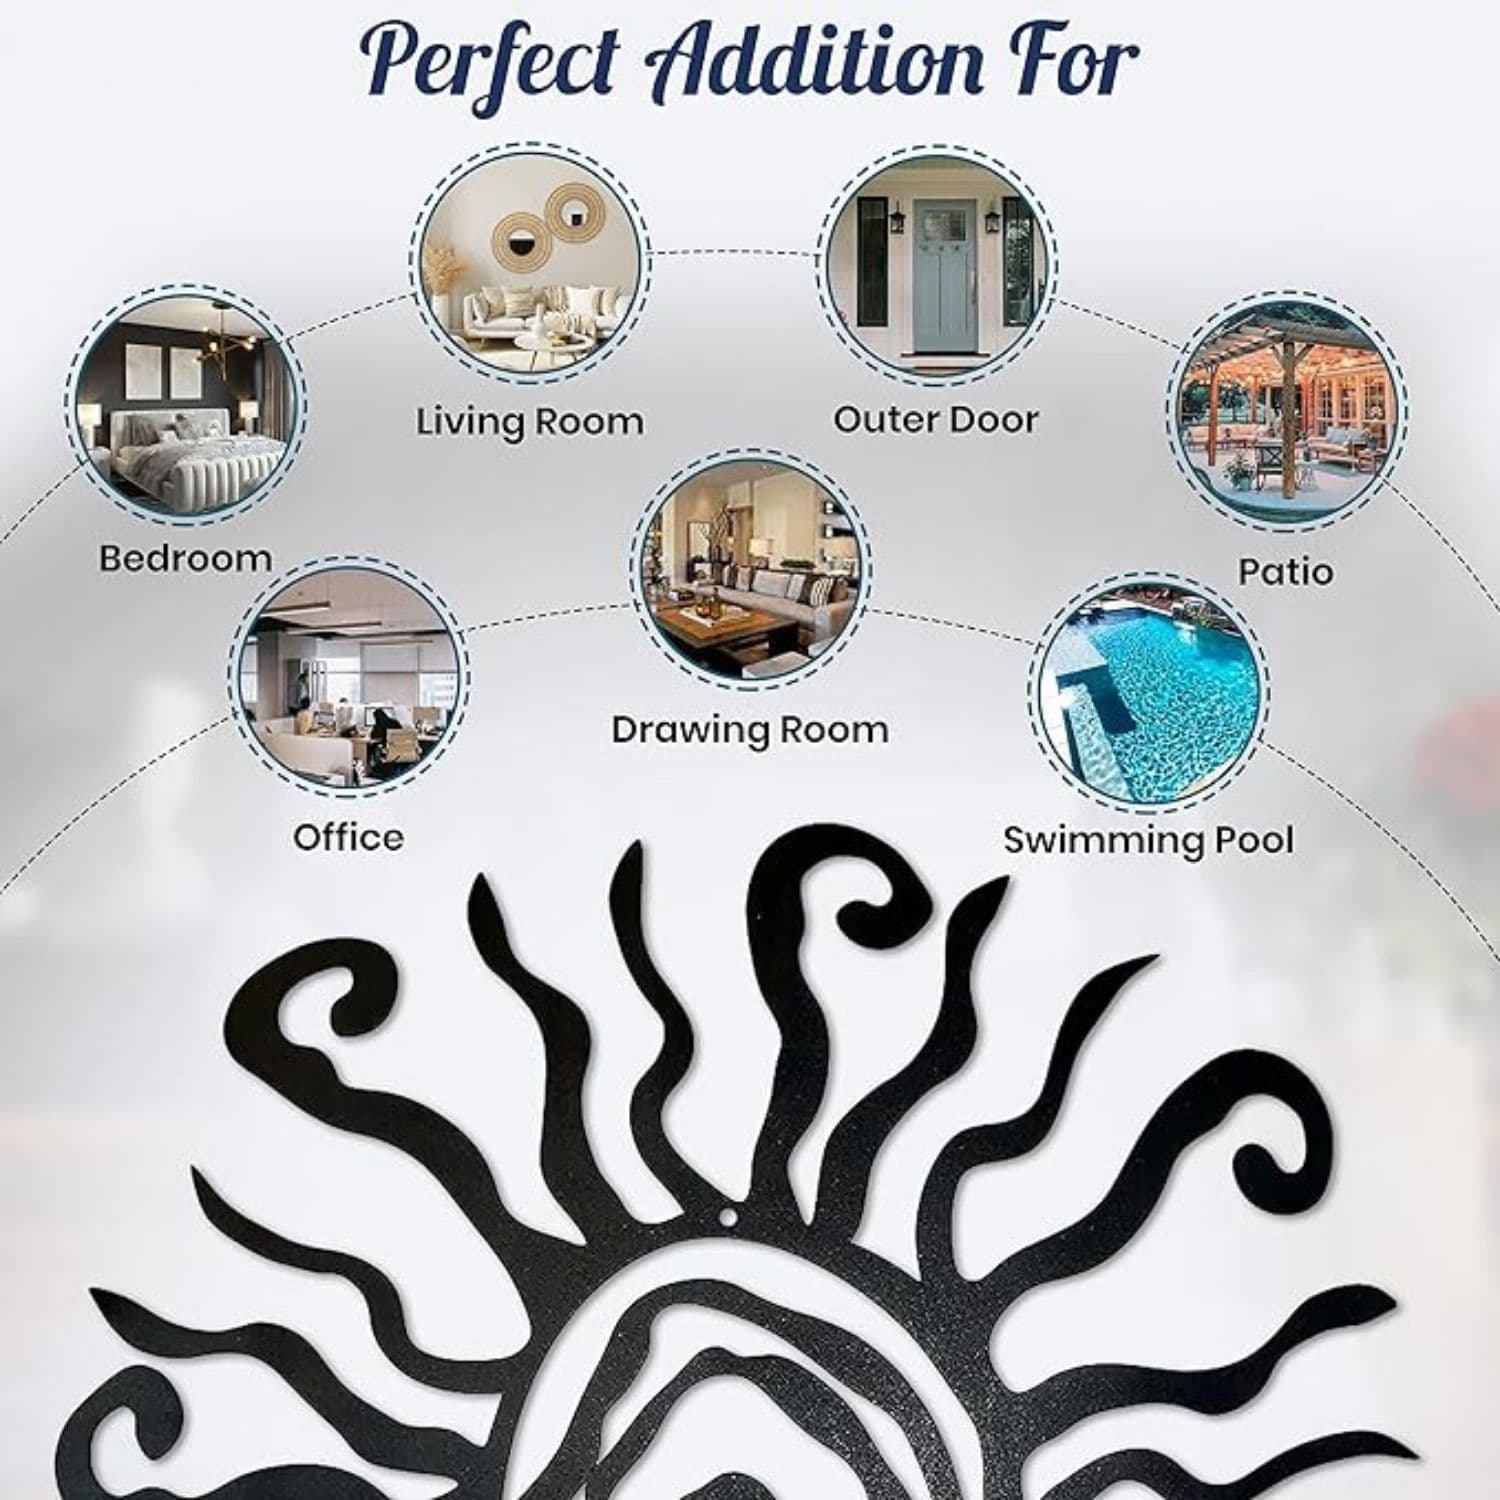 Perfect Addition For
Living Room
Outer Door
Bedroom
Patio
Drawing Room
Office
Swimming Pool